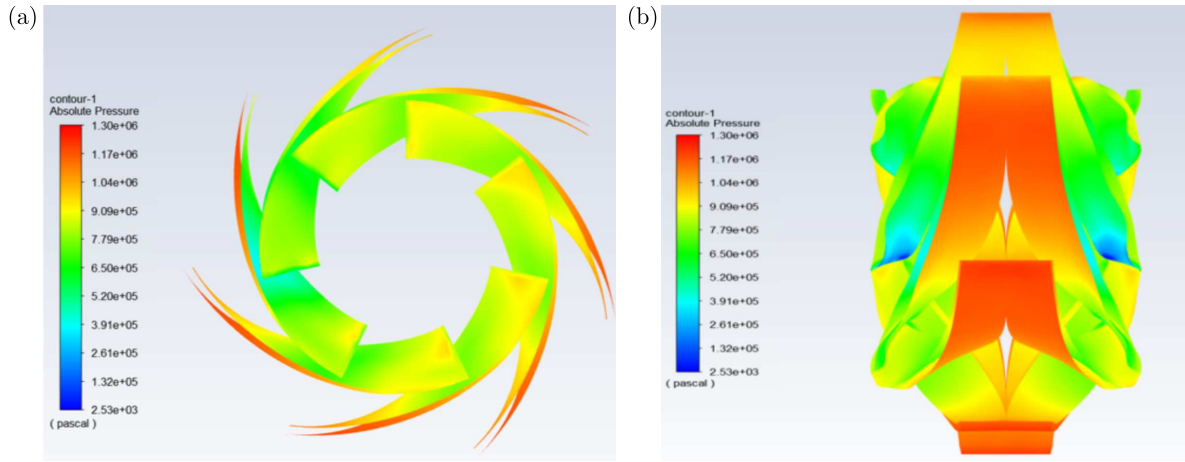 (a)
contour-1
Absolute Pressure
1.30e+06
1.17e+06
1.04e+06
9.09e+05
7.79e+05
6.50e+05
5.20e+05
3.91e+05
2.61e+05
1.32e+05
2.53e+03
( pascal )
(b)
contour-1
Absolute Pressure
1.30e+06
1.17e+06
1.04e+06
9.09e+05
7.79e+05
6.50e+05
5.20e+05
3.91e+05
2.61e+05
1.32e+05
2.53e+03
( pascal )